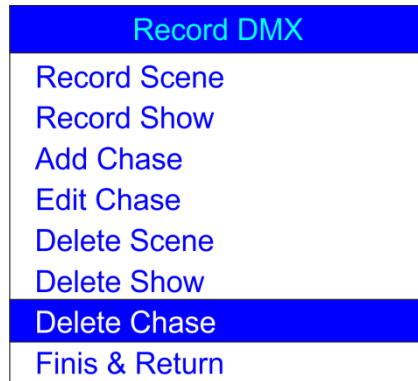 Record DMX
Record Scene
Record Show
Add Chase
Edit Chase
Delete Scene
Delete Show
Delete Chase
Finis & Return